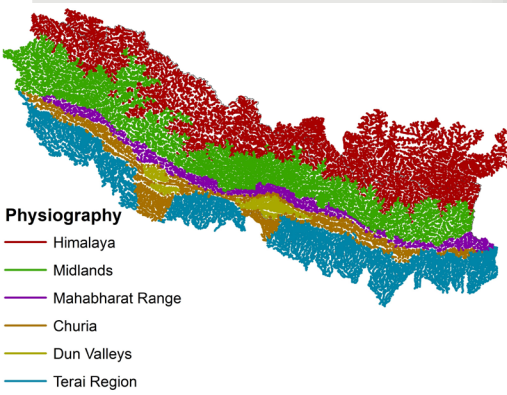 Physiography
Himalaya
Midlands
Mahabharat Range
Churia
Dun Valleys
Terai Region